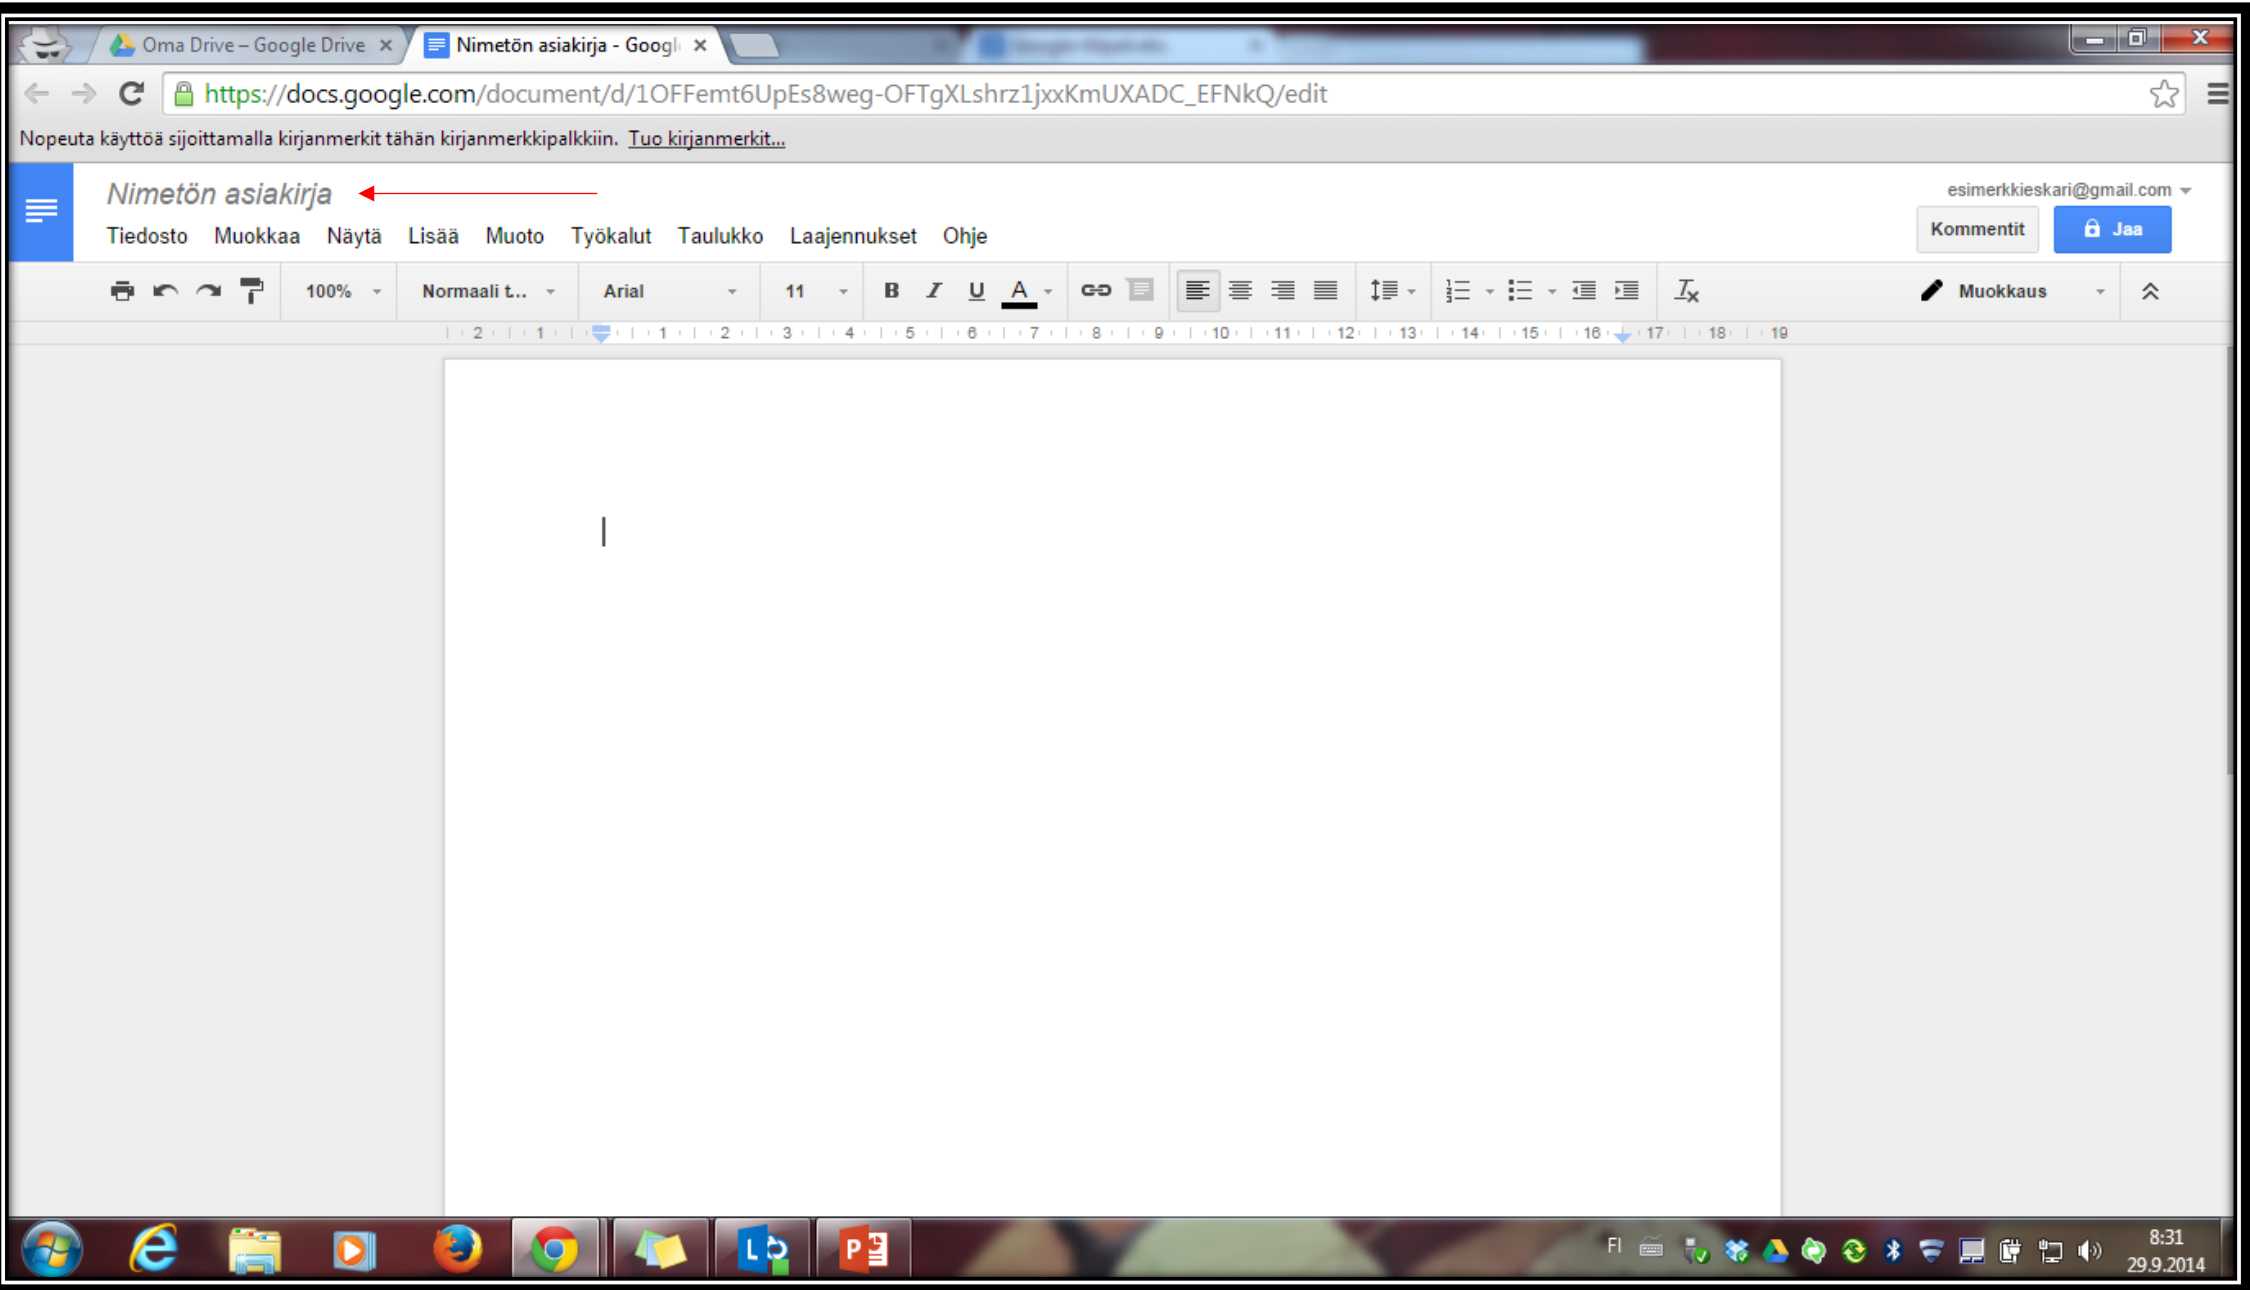 Oma Drive – Google Drive
Nimetön asiakirja - Googl
https://docs.google.com/document/d/1OFFemt6UpEs8weg-OFTgXLshrz1jxxKmUXADC_EFNkQ/edit
Nopeuta käyttöä sijoittamalla kirjanmerkit tähän kirjanmerkkipalkkiin. Tuo kirjanmerkit...
Nimetön asiakirja
esimerkkieskari@gmail.com
Tiedosto Muokkaa Näytä Lisää Muoto Työkalut Taulukko Laajennukset Ohje
Kommentit Jaa
100% Normaali t... Arial 11 B I U A Muokkaus
2 1 1 2 3 4 5 6 7 8 9 10 11 12 13 14 15 16 17 18 19
FI
8:31
29.9.2014